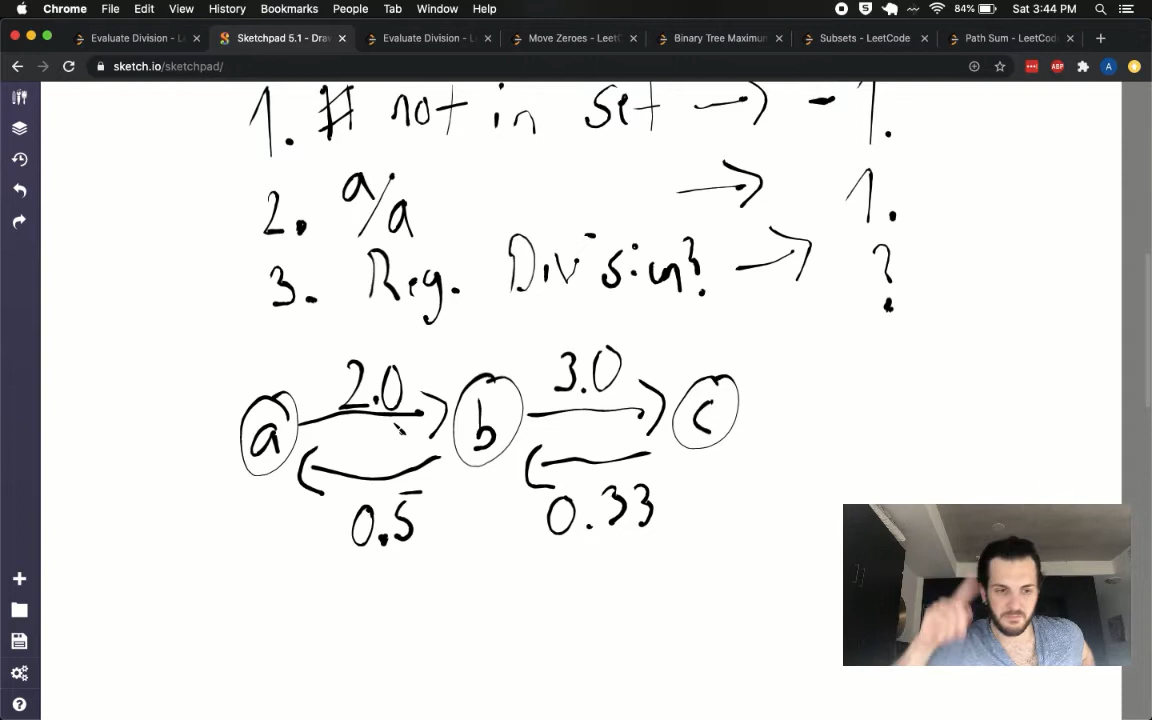 Chrome File Edit View History Bookmarks People Tab Window Help 84% Sat 3:44 PM
Evaluate Division - L Sketchpad 5.1 - Dra Evaluate Division - L Move Zeroes - LeetC Binary Tree Maximum Subsets - LeetCode Path Sum - LeetCod
sketch.io/sketchpad/ ABP A
1. # not in set → -1.
2. a/a → 1.
3. Reg. Division? → ?
2.0 3.0
a b c
0.5 0.33